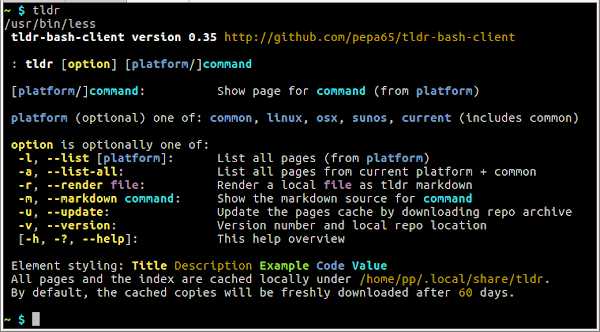 ~ $ tldr
/usr/bin/less
tldr-bash-client version 0.35 http://github.com/pepa65/tldr-bash-client
: tldr [option] [platform/]command
[platform/]command: Show page for command (from platform)
platform (optional) one of: common, linux, osx, sunos, current (includes common)
option is optionally one of:
-l, --list [platform]: List all pages (from platform)
-a, --list-all: List all pages from current platform + common
-r, --render file: Render a local file as tldr markdown
-m, --markdown command: Show the markdown source for command
-u, --update: Update the pages cache by downloading repo archive
-v, --version: Version number and local repo location
[-h, -?, --help]: This help overview
Element styling: Title Description Example Code Value
All pages and the index are cached locally under /home/pp/.local/share/tldr.
By default, the cached copies will be freshly downloaded after 60 days.
~ $